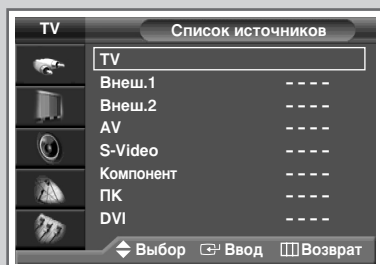 TV Список источников
TV
Внеш.1 ----
Внеш.2 ----
AV ----
S-Video ----
Компонент ----
ПК ----
DVI ----
Выбор Ввод Возврат